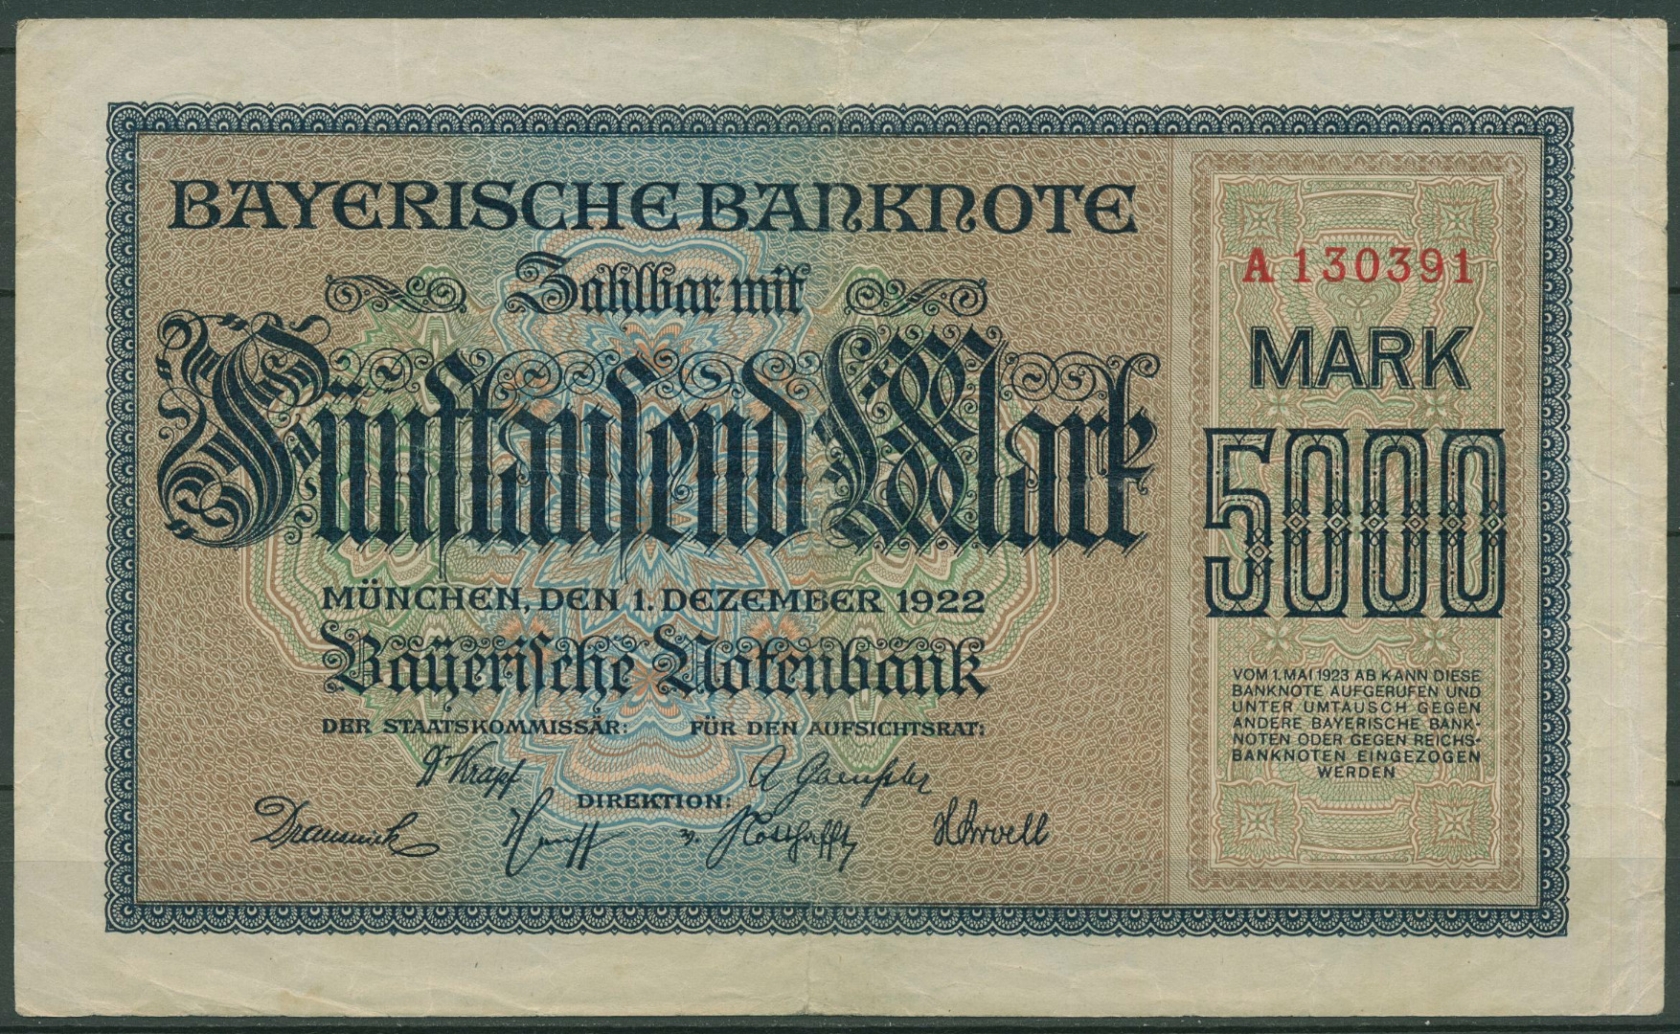 BAYERISCHE BANKNOTE
Zahlbar mit
Fünftausend Mark
MÜNCHEN, DEN 1. DEZEMBER 1922
Bayerische Notenbank
DER STAATSKOMMISSÄR: FÜR DEN AUFSICHTSRAT:
DIREKTION:
A 130391
MARK
5000
VOM 1. MAI 1923 AB KANN DIESE
BANKNOTE AUFGERUFEN UND
UNTER UMTAUSCH GEGEN
ANDERE BAYERISCHE BANK-
NOTEN ODER GEGEN REICHS-
BANKNOTEN EINGEZOGEN
WERDEN